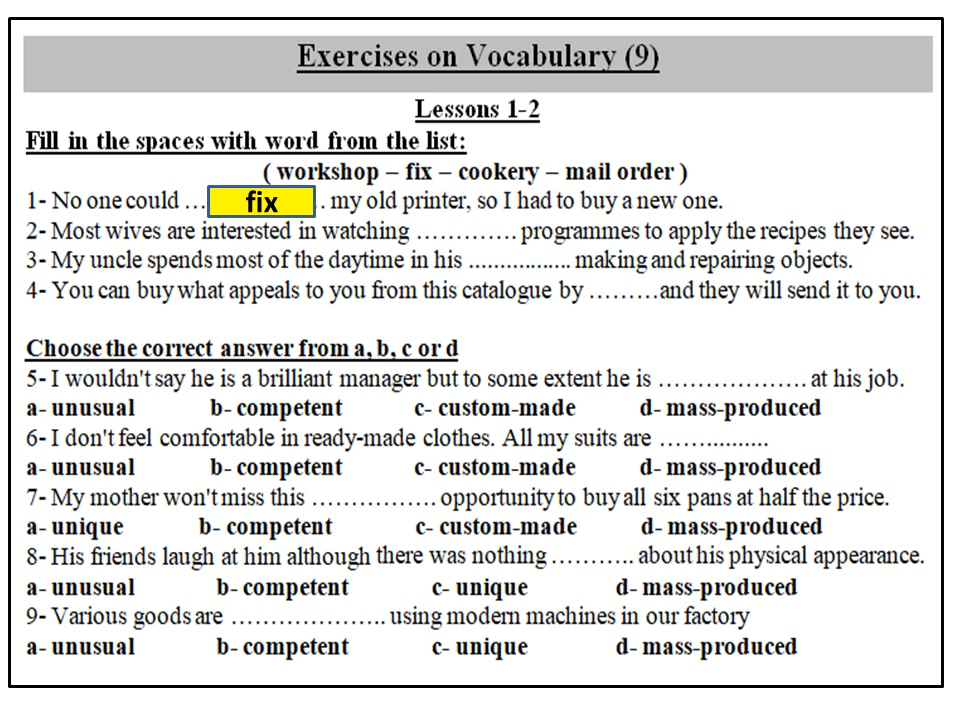 Exercises on Vocabulary (9)
Lessons 1-2
Fill in the spaces with word from the list:
( workshop – fix – cookery – mail order )
1- No one could … fix . my old printer, so I had to buy a new one.
2- Most wives are interested in watching …………. programmes to apply the recipes they see.
3- My uncle spends most of the daytime in his .................. making and repairing objects.
4- You can buy what appeals to you from this catalogue by ………and they will send it to you.
Choose the correct answer from a, b, c or d
5- I wouldn't say he is a brilliant manager but to some extent he is ………………. at his job.
a- unusual b- competent c- custom-made d- mass-produced
6- I don't feel comfortable in ready-made clothes. All my suits are ……..........
a- unusual b- competent c- custom-made d- mass-produced
7- My mother won't miss this ……………. opportunity to buy all six pans at half the price.
a- unique b- competent c- custom-made d- mass-produced
8- His friends laugh at him although there was nothing ……….. about his physical appearance.
a- unusual b- competent c- unique d- mass-produced
9- Various goods are ……………….. using modern machines in our factory
a- unusual b- competent c- unique d- mass-produced